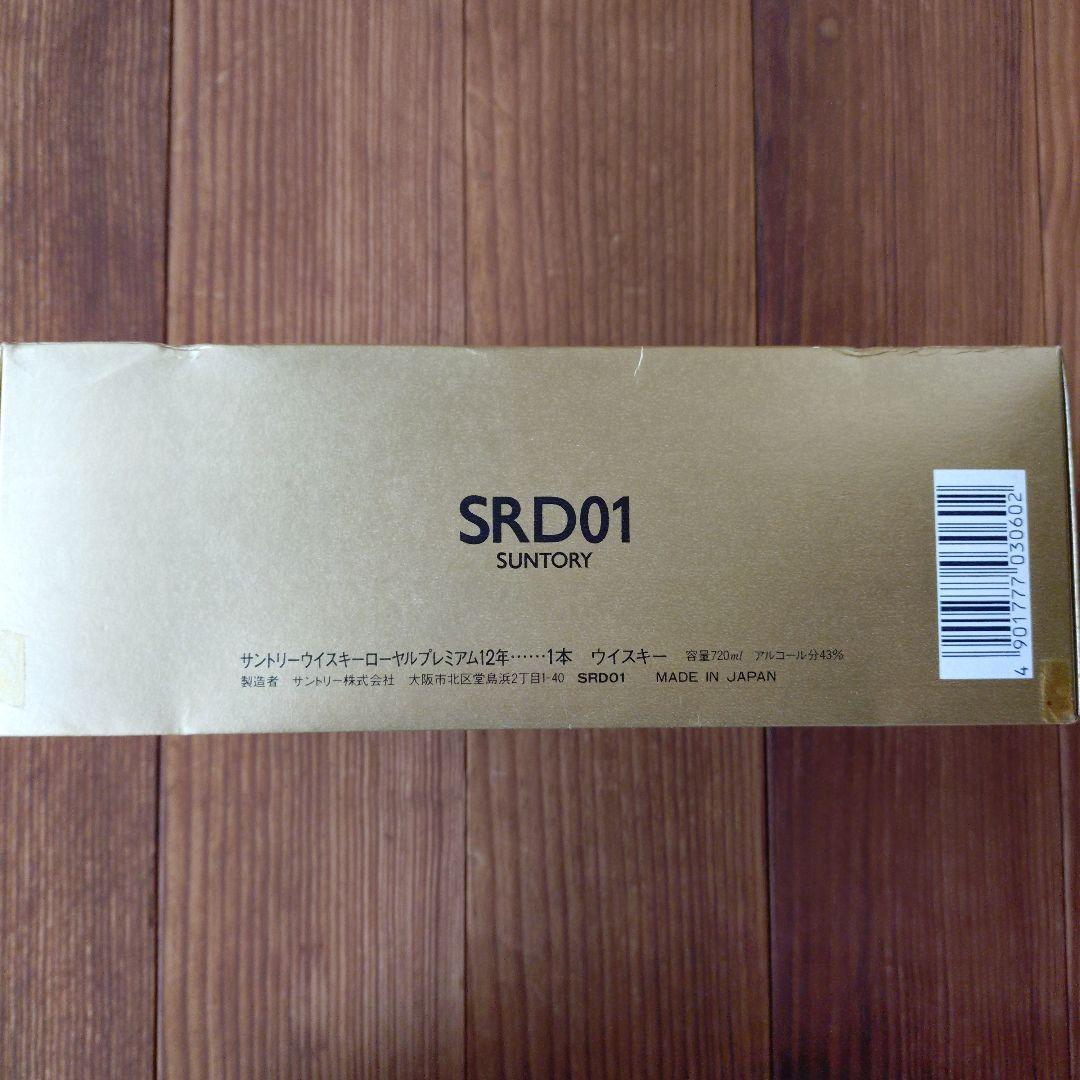 SRD01
SUNTORY
サントリーウイスキーローヤルプレミアム12年……1本 ウイスキー 容量720ml アルコール分43%
製造者 サントリー株式会社 大阪市北区堂島浜2丁目1-40 SRD01 MADE IN JAPAN
4 901777 030602